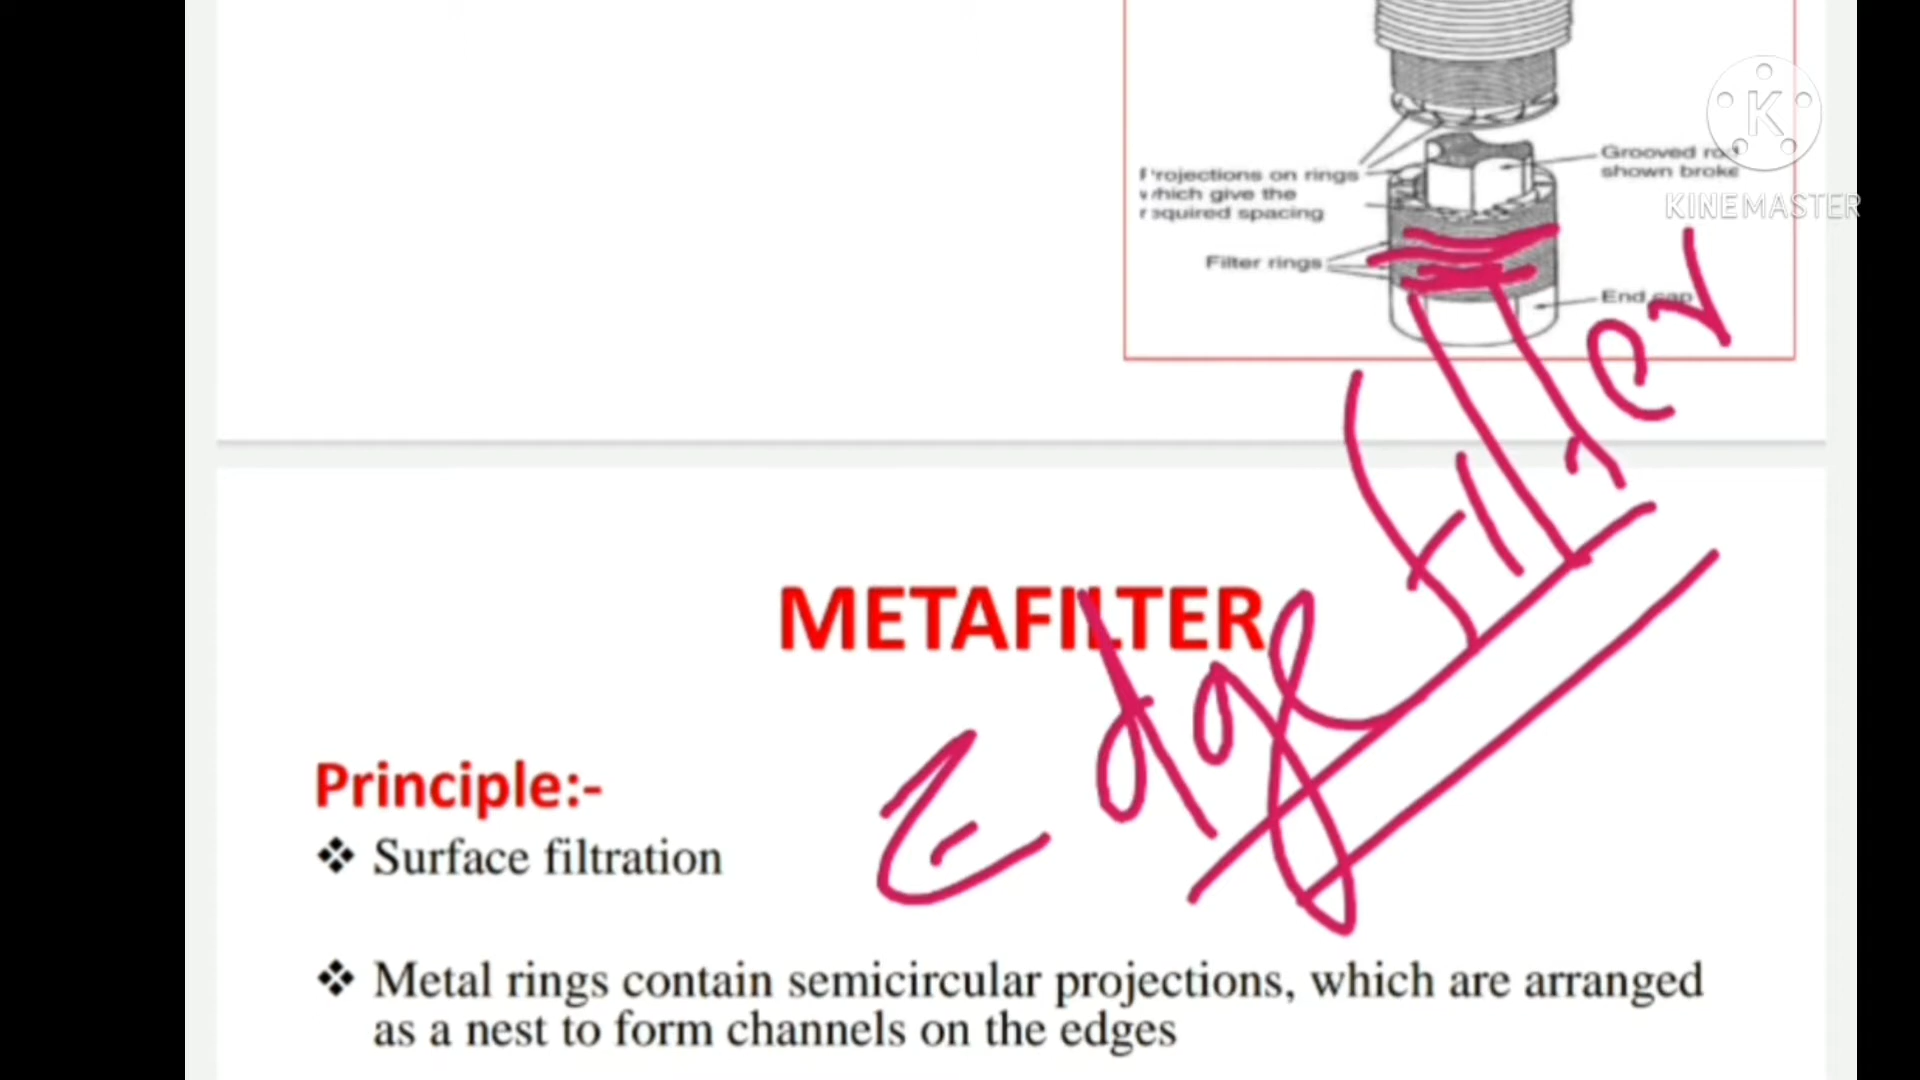 Projections on rings
which give the
required spacing
Grooved rod
shown broke
K
KINEMASTER
Filter rings
End cap
Edge Filter
METAFILTER
Principle:-
❖ Surface filtration
❖ Metal rings contain semicircular projections, which are arranged
as a nest to form channels on the edges